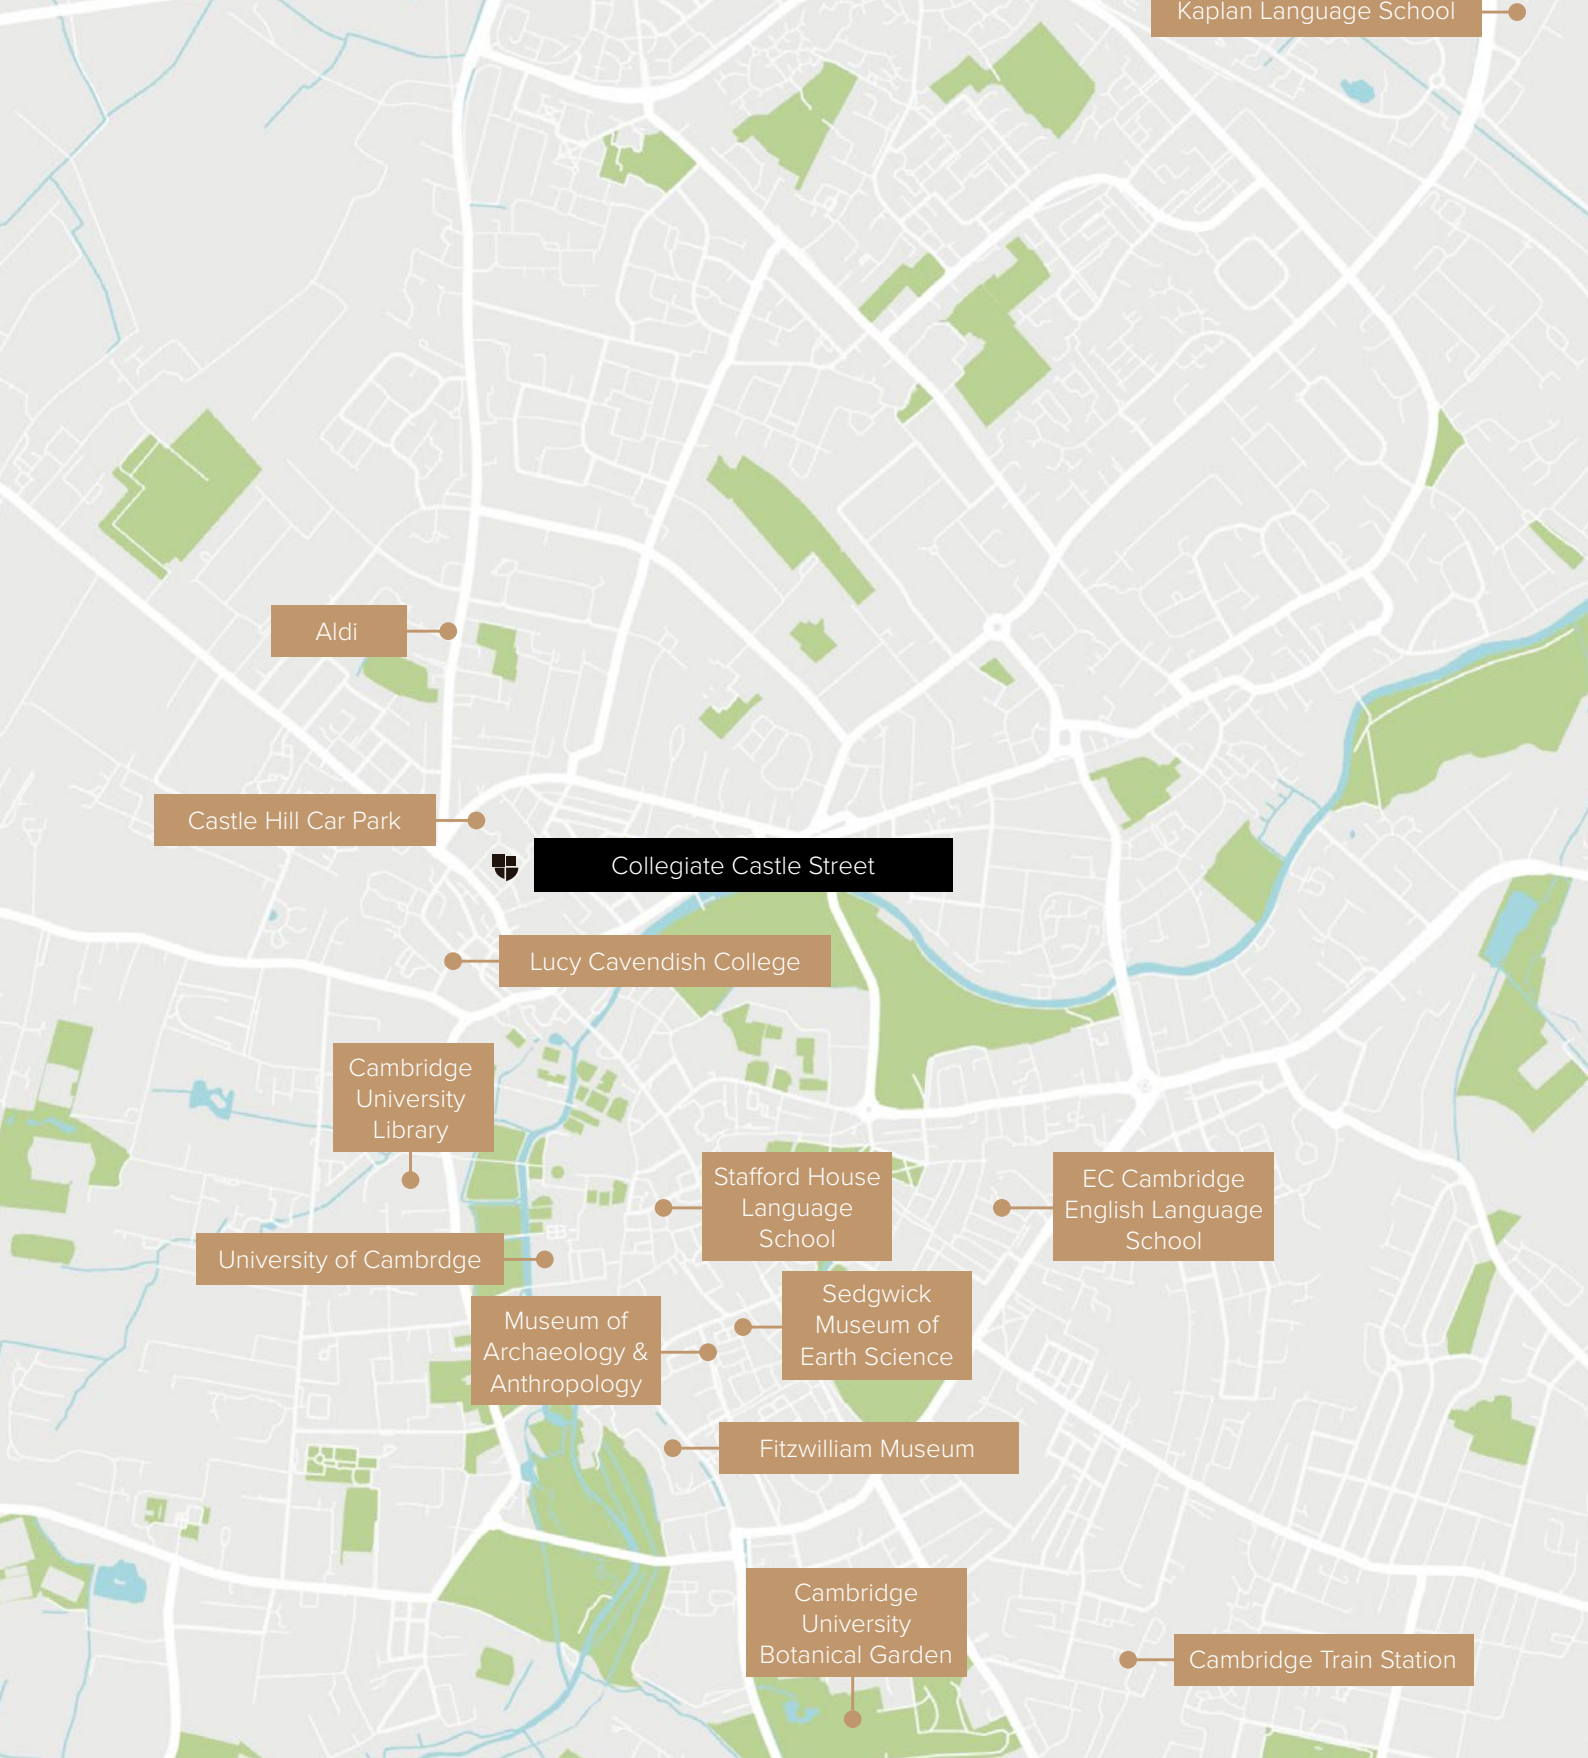 Kaplan Language School
Aldi
Castle Hill Car Park
Collegiate Castle Street
Lucy Cavendish College
Cambridge
University
Library
Stafford House
Language
School
EC Cambridge
English Language
School
University of Cambrdge
Sedgwick
Museum of
Earth Science
Museum of
Archaeology &
Anthropology
Fitzwilliam Museum
Cambridge
University
Botanical Garden
Cambridge Train Station